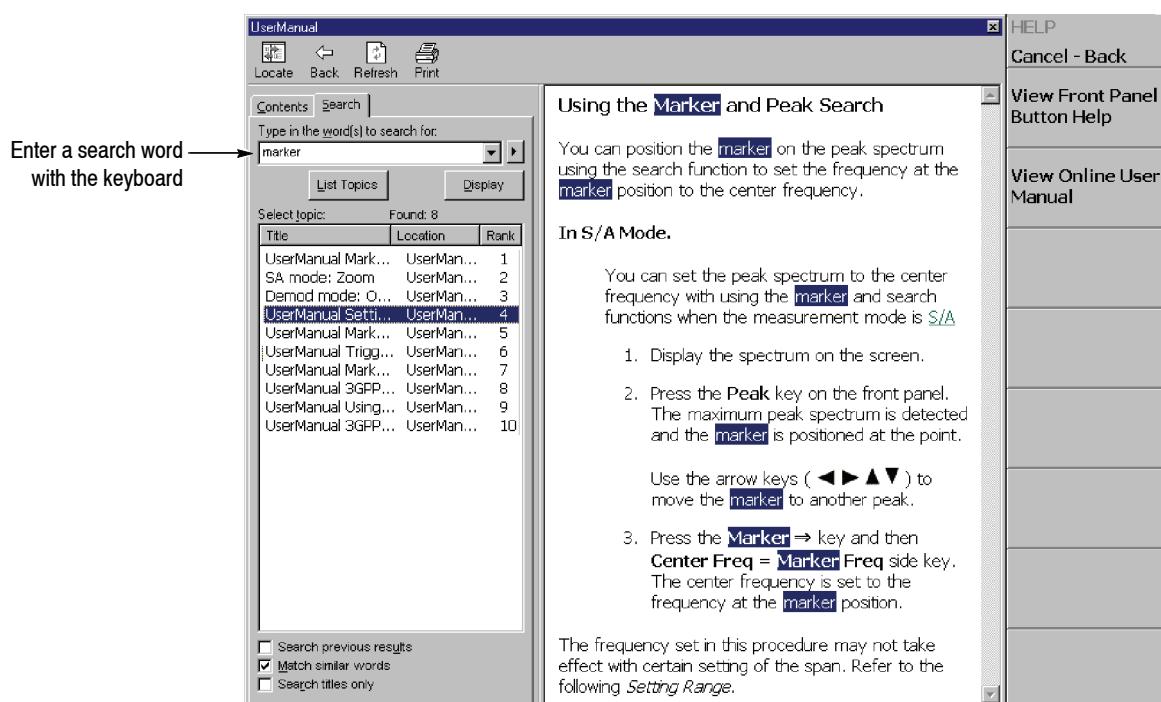 UserManual
Locate Back Refresh Print
Contents Search
Type in the word(s) to search for:
marker
List Topics Display
Select topic: Found: 8
Title Location Rank
UserManual Mark... UserMan... 1
SA mode: Zoom UserMan... 2
Demod mode: O... UserMan... 3
UserManual Setti... UserMan... 4
UserManual Mark... UserMan... 5
UserManual Trigg... UserMan... 6
UserManual Mark... UserMan... 7
UserManual 3GPP... UserMan... 8
UserManual Using... UserMan... 9
UserManual 3GPP... UserMan... 10
Search previous results
Match similar words
Search titles only
Enter a search word
with the keyboard
Using the Marker and Peak Search
You can position the marker on the peak spectrum
using the search function to set the frequency at the
marker position to the center frequency.
In S/A Mode.
You can set the peak spectrum to the center
frequency with using the marker and search
functions when the measurement mode is S/A
1. Display the spectrum on the screen.
2. Press the Peak key on the front panel.
The maximum peak spectrum is detected
and the marker is positioned at the point.
Use the arrow keys ( ◀ ▶ ▲ ▼ ) to
move the marker to another peak.
3. Press the Marker ⇒ key and then
Center Freq = Marker Freq side key.
The center frequency is set to the
frequency at the marker position.
The frequency set in this procedure may not take
effect with certain setting of the span. Refer to the
following Setting Range.
HELP
Cancel - Back
View Front Panel
Button Help
View Online User
Manual